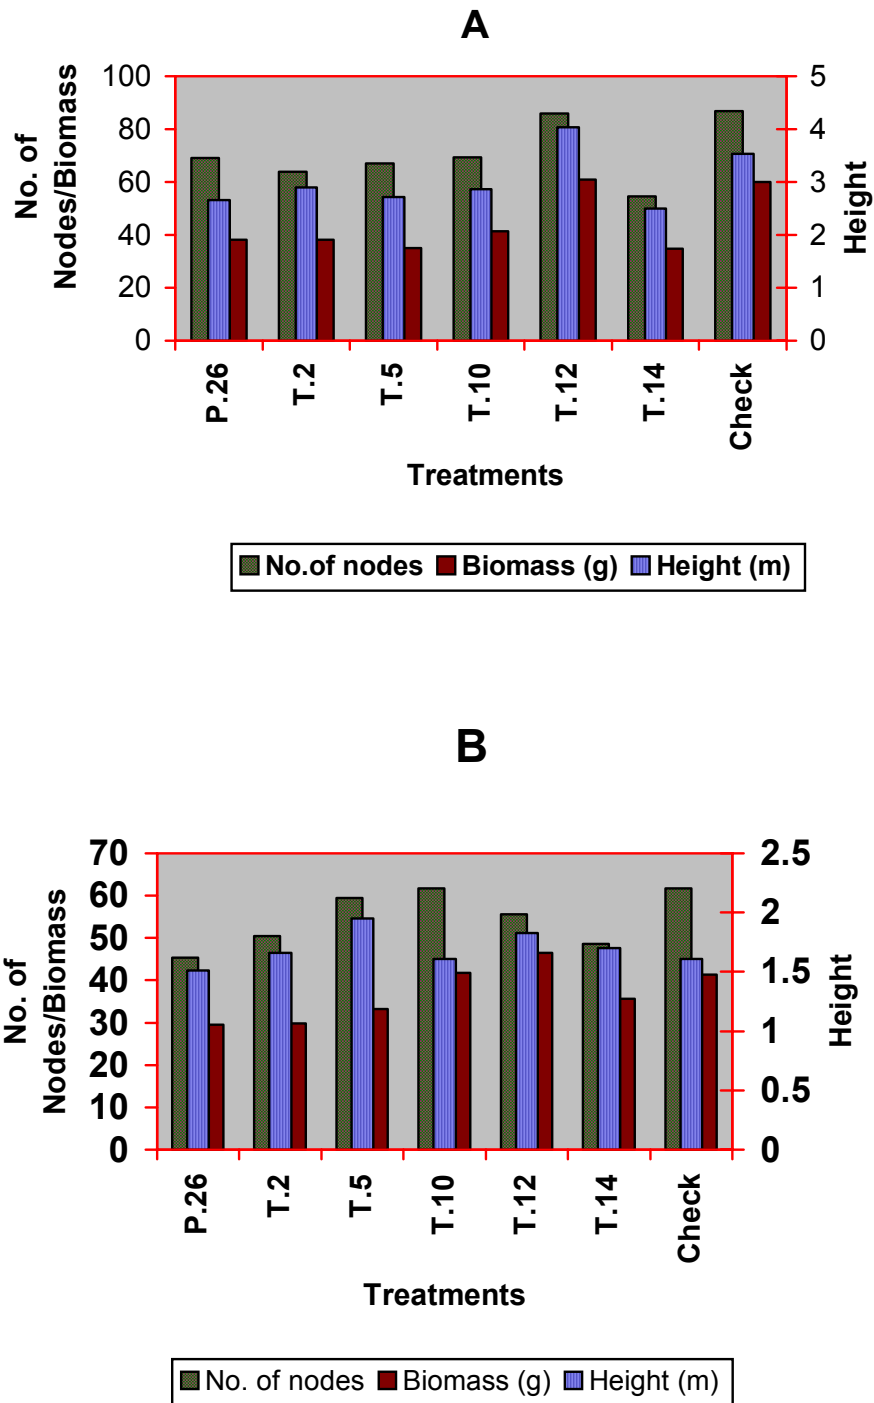 A
No. of
Nodes/Biomass
100
80
60
40
20
0
5
4
3
2
1
0
Height
P.26
T.2
T.5
T.10
T.12
T.14
Check
Treatments
No.of nodes Biomass (g) Height (m)
B
No. of
Nodes/Biomass
70
60
50
40
30
20
10
0
2.5
2
1.5
1
0.5
0
Height
P.26
T.2
T.5
T.10
T.12
T.14
Check
Treatments
No. of nodes Biomass (g) Height (m)